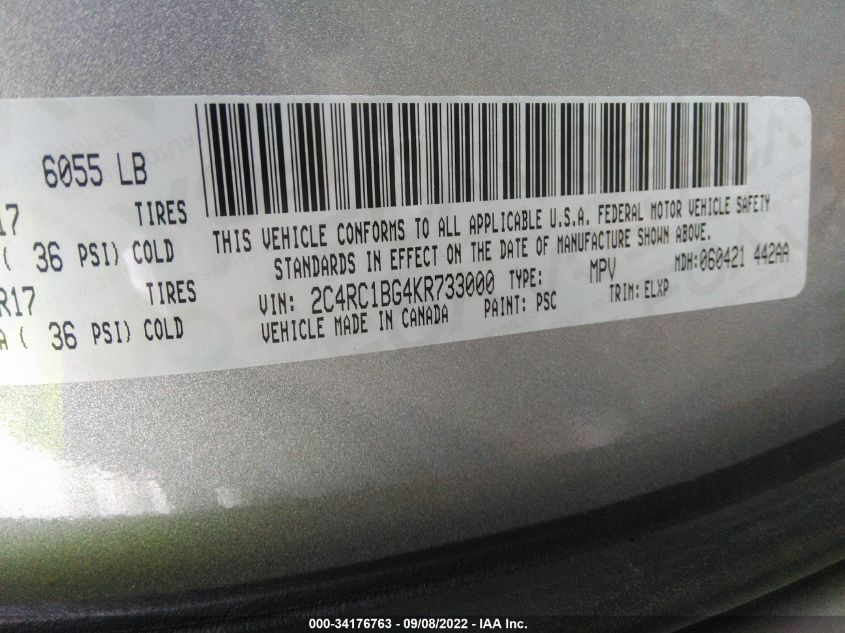 6055 LB
17 TIRES
( 36 PSI) COLD
R17 TIRES
A ( 36 PSI) COLD
THIS VEHICLE CONFORMS TO ALL APPLICABLE U.S.A. FEDERAL MOTOR VEHICLE SAFETY
STANDARDS IN EFFECT ON THE DATE OF MANUFACTURE SHOWN ABOVE.
VIN: 2C4RC1BG4KR733000 TYPE: MPV MDH: 060421 442AA
VEHICLE MADE IN CANADA PAINT: PSC TRIM: ELXP
000-34176763 - 09/08/2022 - IAA Inc.